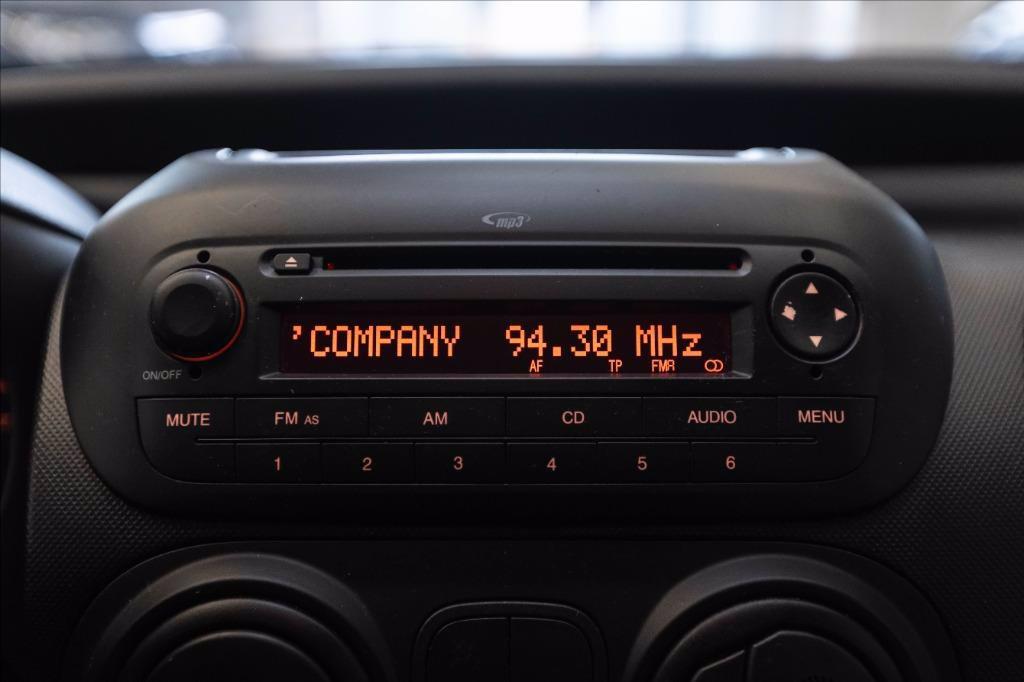 mp3
'COMPANY 94.30 MHz
AF TP FMR
ON/OFF
MUTE FM AS AM CD AUDIO MENU
1 2 3 4 5 6